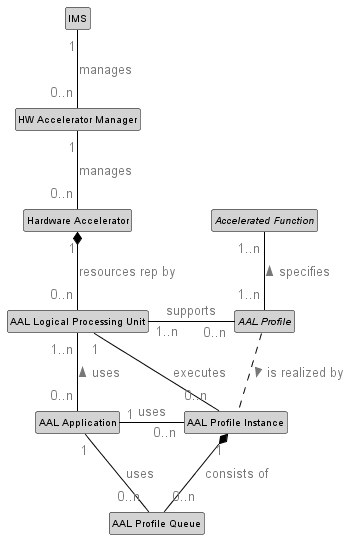 IMS
1
manages
0..n
HW Accelerator Manager
1
manages
0..n
Hardware Accelerator
Accelerated Function
1
1..n
resources rep by
specifies
0..n
1..n
AAL Logical Processing Unit
supports
AAL Profile
1..n
0..n
1..n
1
uses
executes
is realized by
0..n
0..n
AAL Application
1
uses
0..n
AAL Profile Instance
1
1
uses
consists of
0..n
0..n
AAL Profile Queue